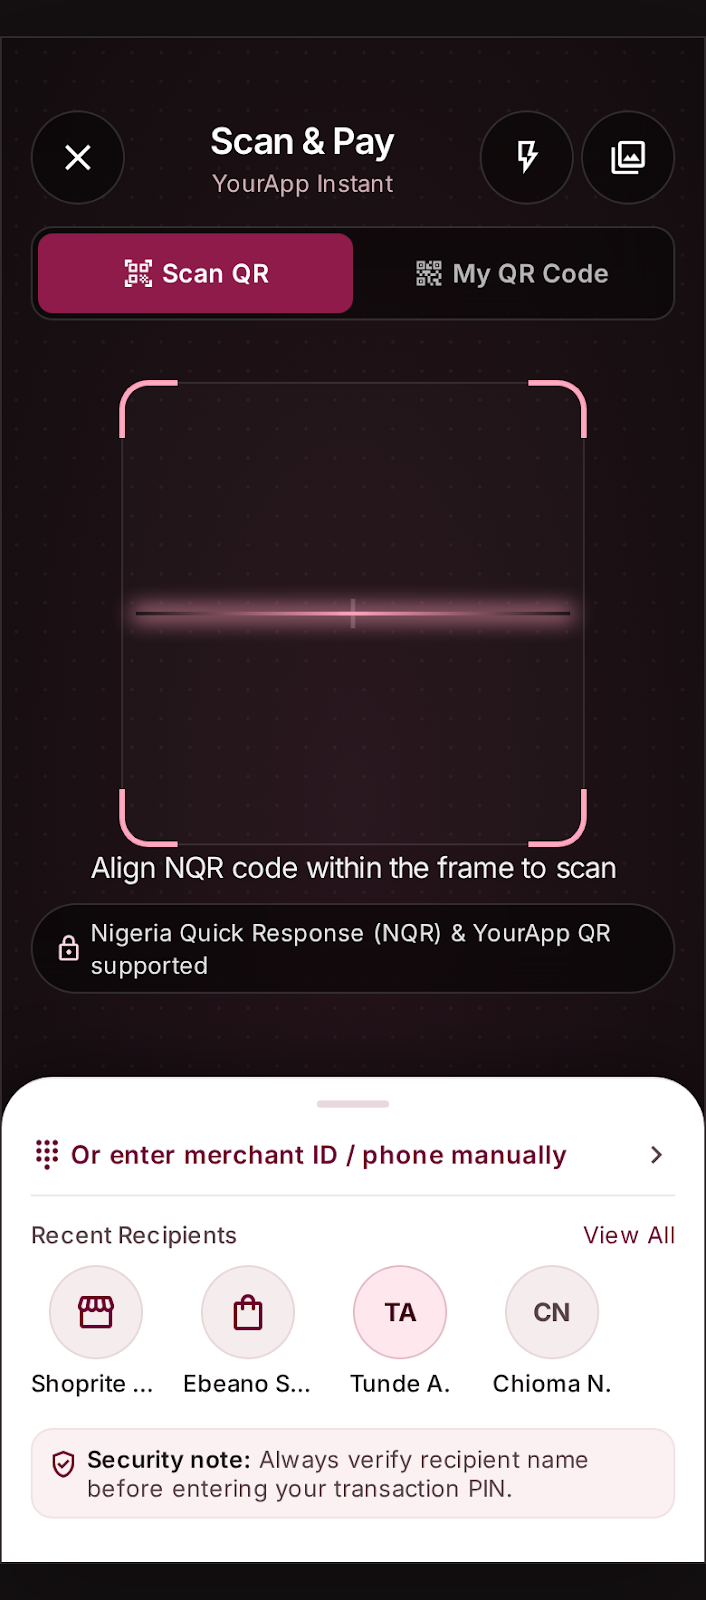 Scan & Pay
YourApp Instant
Scan QR
My QR Code
Align NQR code within the frame to scan
Nigeria Quick Response (NQR) & YourApp QR
supported
Or enter merchant ID / phone manually
Recent Recipients
View All
TA
CN
Shoprite ...
Ebeano S...
Tunde A.
Chioma N.
Security note: Always verify recipient name
before entering your transaction PIN.